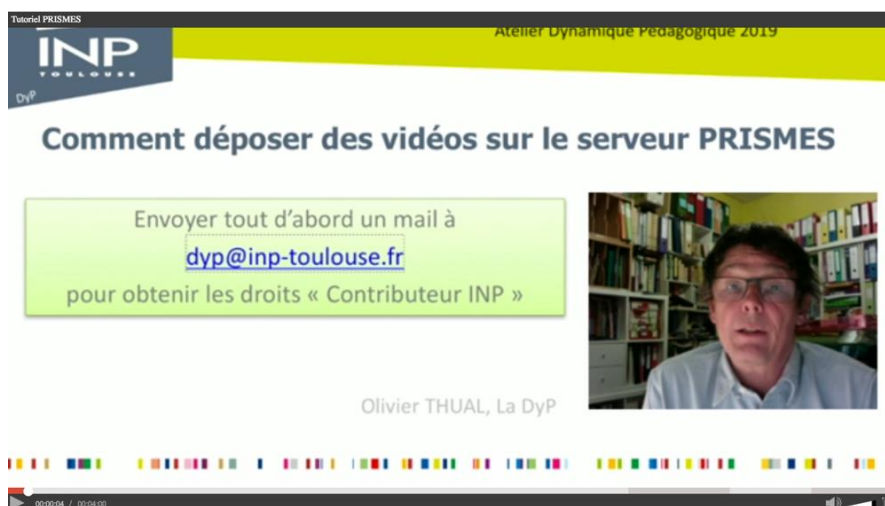 Tutoriel PRISMES
Atelier Dynamique Pédagogique 2019
INP
TOULOUSE
DyP
Comment déposer des vidéos sur le serveur PRISMES
Envoyer tout d’abord un mail à
dyp@inp-toulouse.fr
pour obtenir les droits « Contributeur INP »
Olivier THUAL, La DyP
00:00:04 / 00:04:00